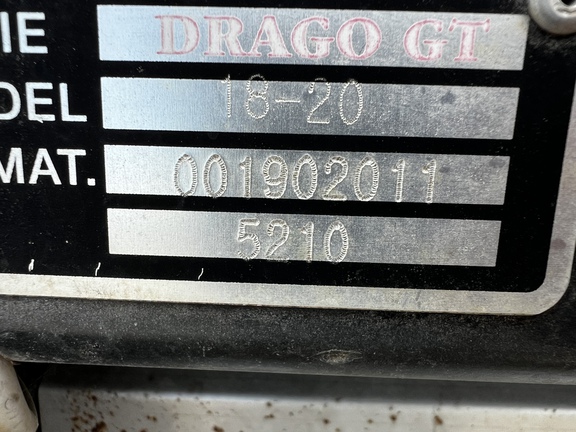 IE DRAGO GT
DEL 18-20
MAT. 001902011
5210